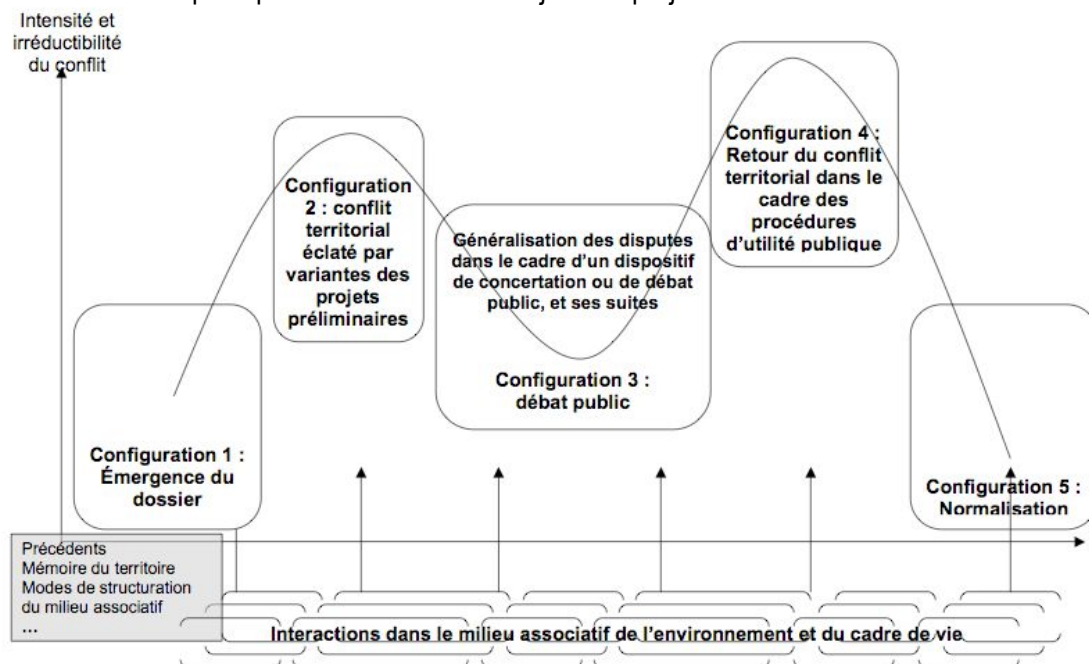 Intensité et
irréductibilité
du conflit
Configuration
2 : conflit
territorial
éclaté par
variantes des
projets
préliminaires
Configuration 4 :
Retour du conflit
territorial dans le
cadre des
procédures
d'utilité publique
Généralisation des disputes
dans le cadre d'un dispositif
de concertation ou de débat
public, et ses suites
Configuration 3 :
débat public
Configuration 1 :
Émergence du
dossier
Configuration 5 :
Normalisation
Précédents
Mémoire du territoire
Modes de structuration
du milieu associatif
...
Interactions dans le milieu associatif de l'environnement et du cadre de vie